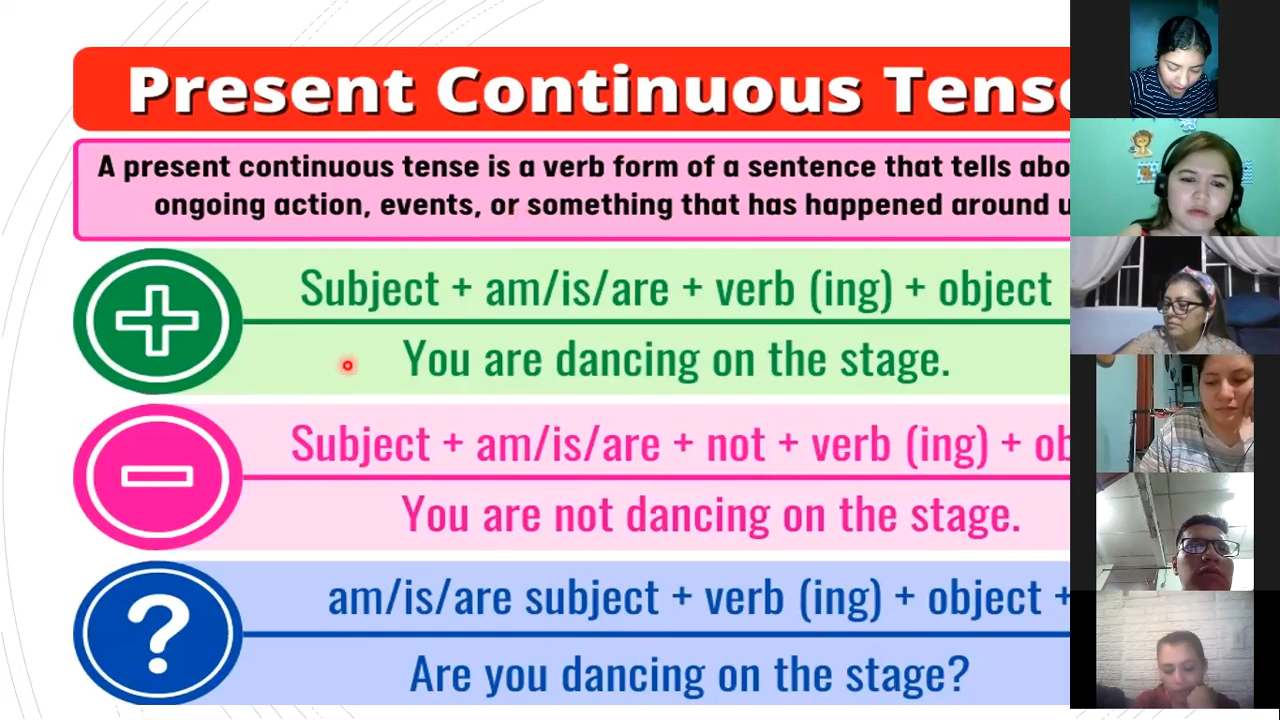 Present Continuous Tense
A present continuous tense is a verb form of a sentence that tells
ongoing action, events, or something that has happened around
Subject + am/is/are + verb (ing) + object
You are dancing on the stage.
Subject + am/is/are + not + verb (ing) +
You are not dancing on the stage.
am/is/are subject + verb (ing) + object +
Are you dancing on the stage?